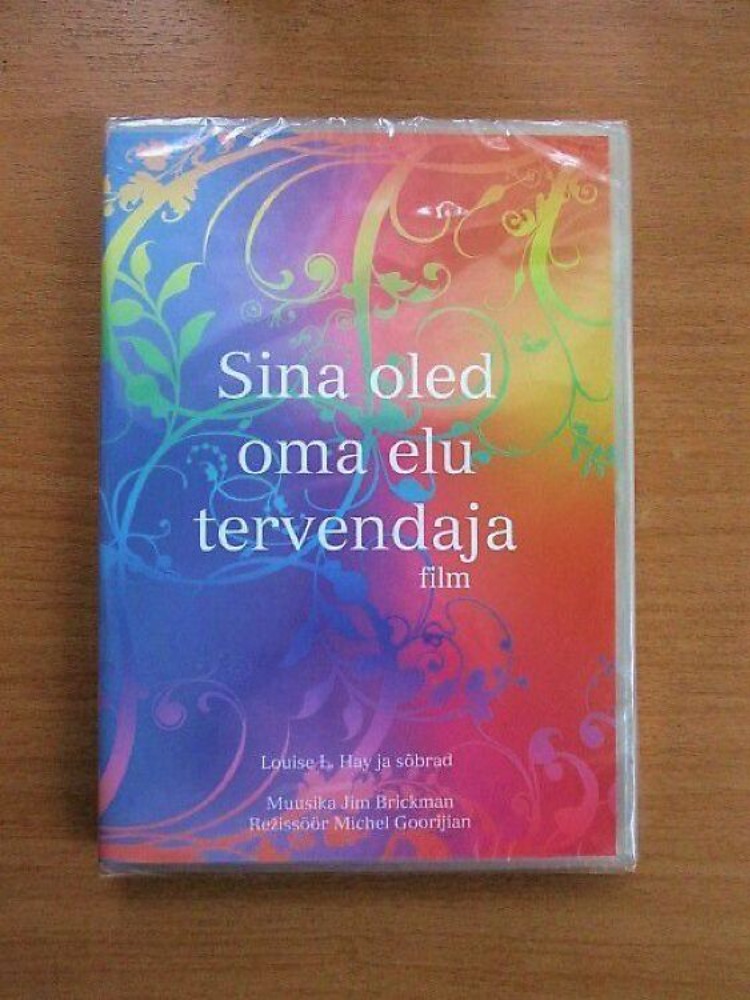 Sina oled
oma elu
tervendaja
film
Louise L. Hay ja sõbrad
Muusika Jim Brickman
Režissöör Michel Goorijian